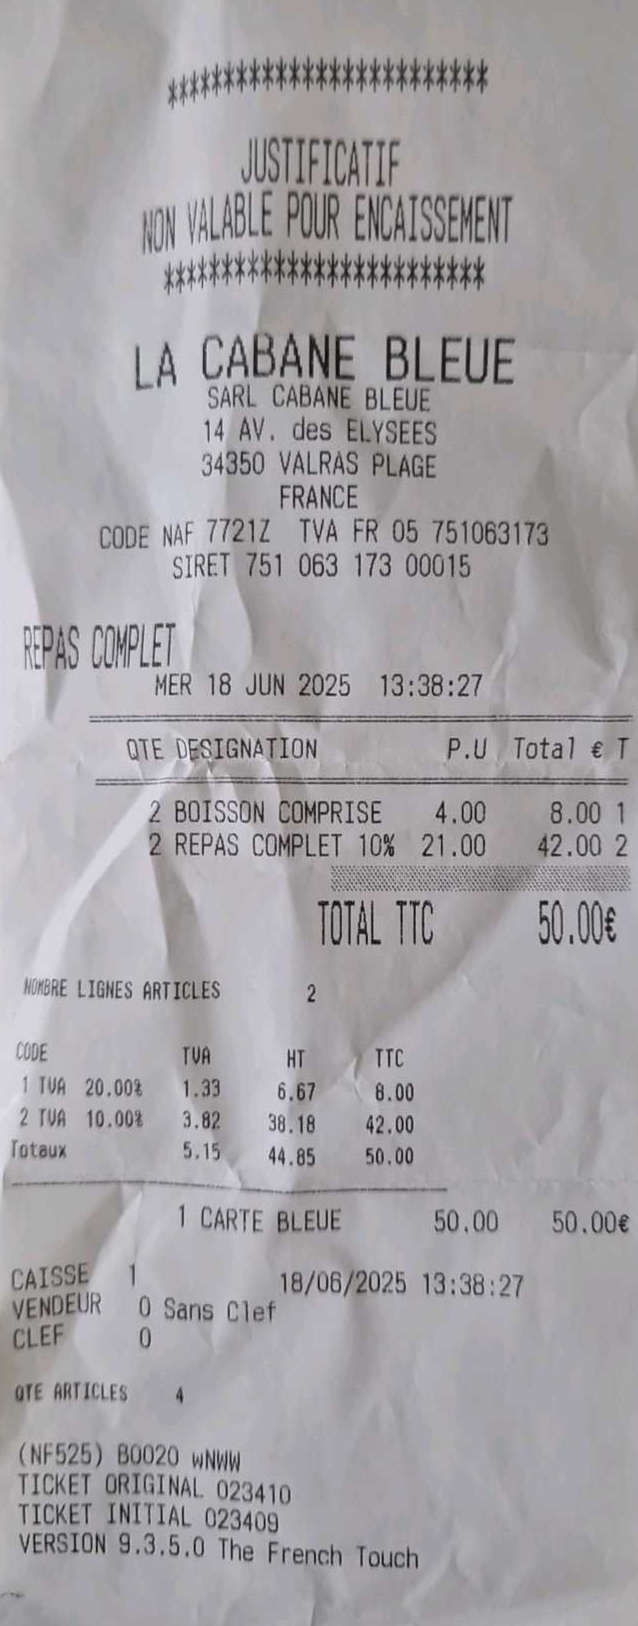 ************************
JUSTIFICATIF
NON VALABLE POUR ENCAISSEMENT
************************
LA CABANE BLEUE
SARL CABANE BLEUE
14 AV. des ELYSEES
34350 VALRAS PLAGE
FRANCE
CODE NAF 7721Z TVA FR 05 751063173
SIRET 751 063 173 00015
REPAS COMPLET
MER 18 JUN 2025 13:38:27
QTE DESIGNATION P.U Total € T
2 BOISSON COMPRISE 4.00 8.00 1
2 REPAS COMPLET 10% 21.00 42.00 2
TOTAL TTC 50.00€
NOMBRE LIGNES ARTICLES 2
CODE TVA HT TTC
1 TVA 20.00% 1.33 6.67 8.00
2 TVA 10.00% 3.82 38.18 42.00
Totaux 5.15 44.85 50.00
1 CARTE BLEUE 50.00 50.00€
CAISSE 1 18/06/2025 13:38:27
VENDEUR 0 Sans Clef
CLEF 0
QTE ARTICLES 4
(NF525) B0020 wNWW
TICKET ORIGINAL 023410
TICKET INITIAL 023409
VERSION 9.3.5.0 The French Touch